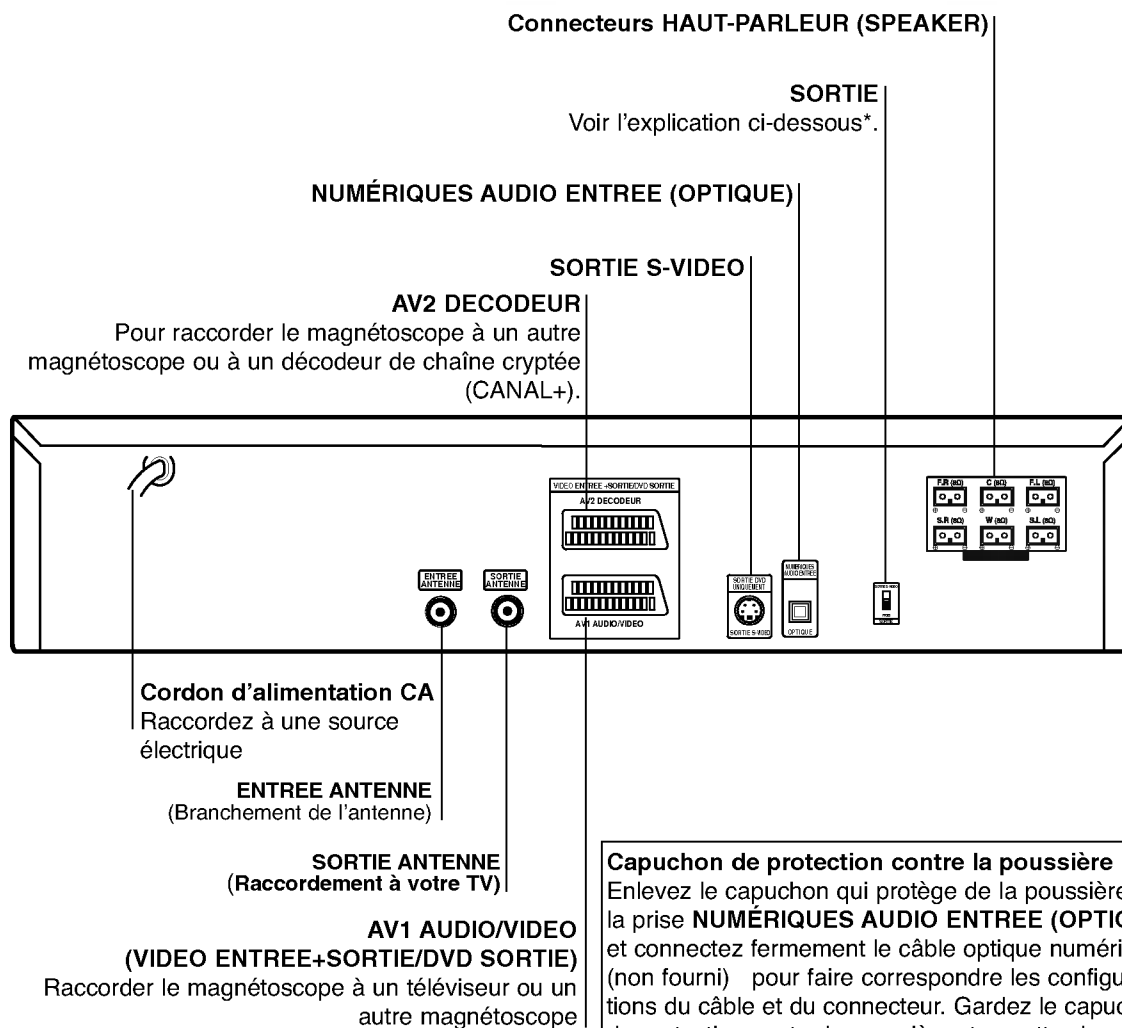 Connecteurs HAUT-PARLEUR (SPEAKER)
SORTIE
Voir l'explication ci-dessous*.
NUMÉRIQUES AUDIO ENTREE (OPTIQUE)
SORTIE S-VIDEO
AV2 DECODEUR
Pour raccorder le magnétoscope à un autre
magnétoscope ou à un décodeur de chaîne cryptée
(CANAL+).
VIDEO ENTREE +SORTIE/DVD SORTIE
AV2 DECODEUR
F.R (8Ω) C (8Ω) F.L (8Ω)
S.R (8Ω) W (8Ω) S.L (8Ω)
ENTREE
ANTENNE
SORTIE
ANTENNE
AV1 AUDIO/VIDEO
SORTIE DVD
UNIQUEMENT
SORTIE S-VIDEO
NUMERIQUES
AUDIO ENTREE
OPTIQUE
Cordon d'alimentation CA
Raccordez à une source
électrique
ENTREE ANTENNE
(Branchement de l'antenne)
SORTIE ANTENNE
(Raccordement à votre TV)
AV1 AUDIO/VIDEO
(VIDEO ENTREE+SORTIE/DVD SORTIE)
Raccorder le magnétoscope à un téléviseur ou un
autre magnétoscope
Capuchon de protection contre la poussière
Enlevez le capuchon qui protège de la poussière
la prise NUMÉRIQUES AUDIO ENTREE (OPTIQ
et connectez fermement le câble optique numéri
(non fourni) pour faire correspondre les configu
tions du câble et du connecteur. Gardez le capuc